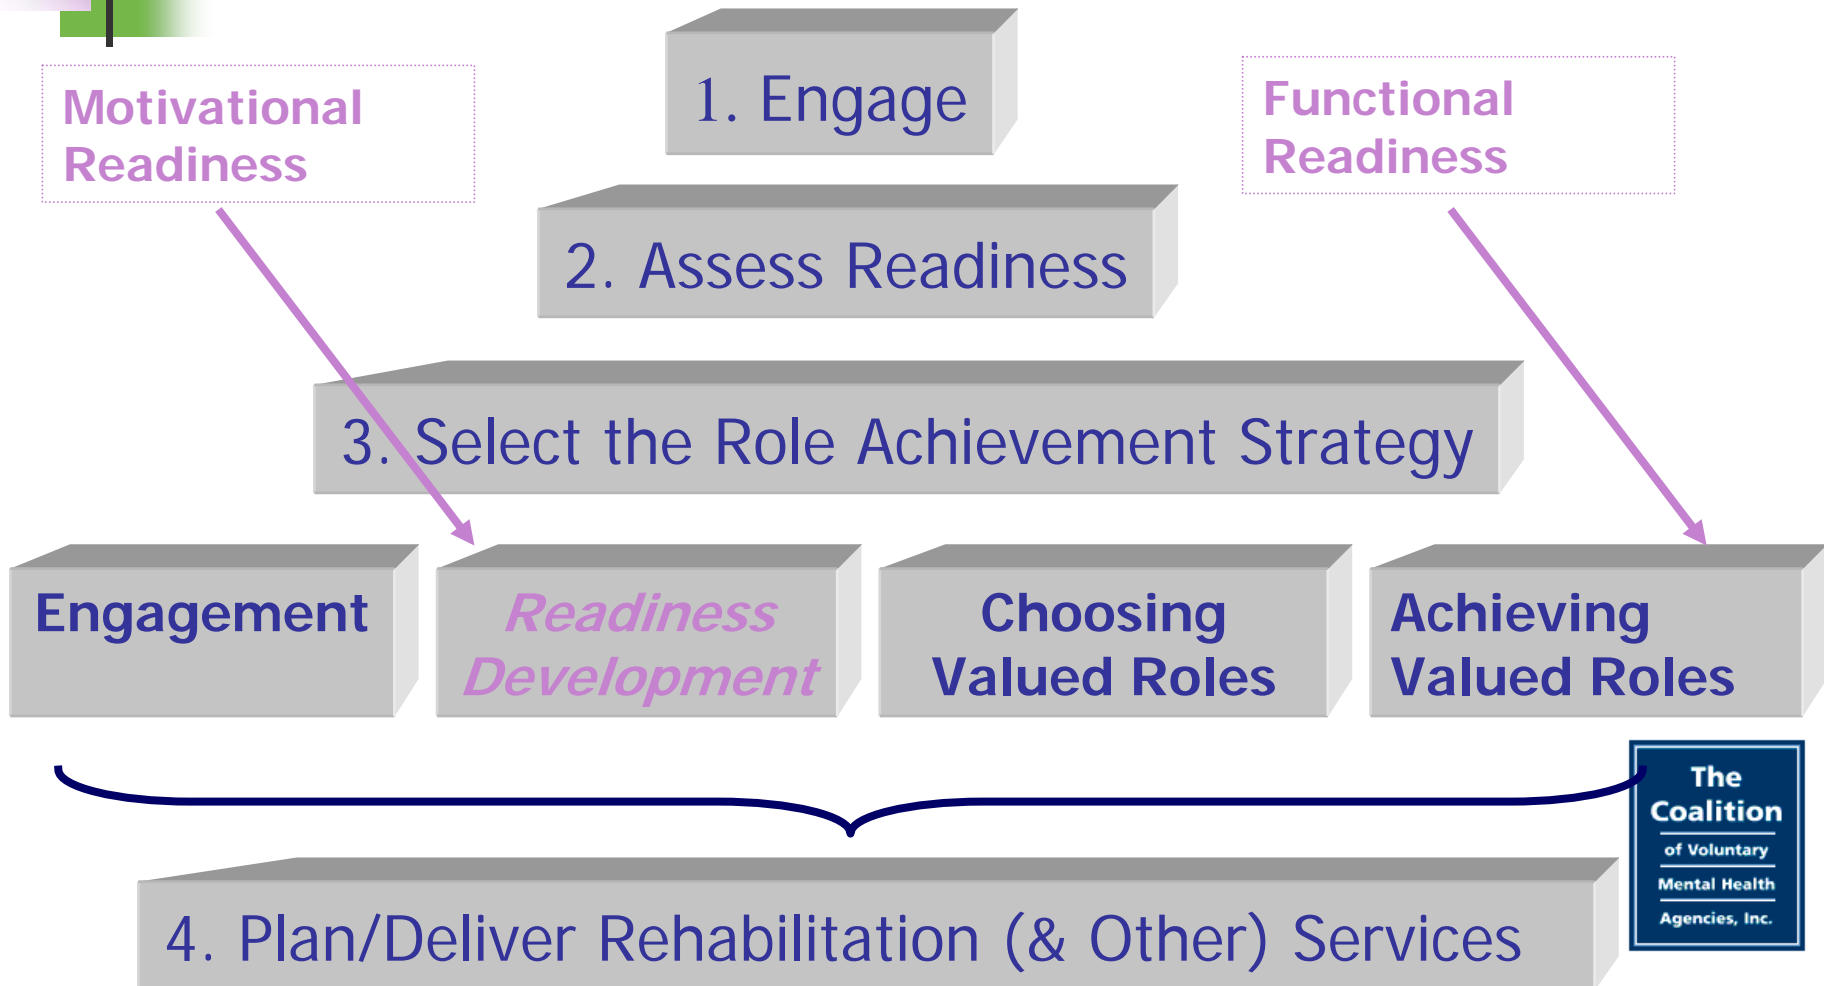 1. Engage
Motivational
Readiness
Functional
Readiness
2. Assess Readiness
3. Select the Role Achievement Strategy
Engagement
Readiness
Development
Choosing
Valued Roles
Achieving
Valued Roles
The
Coalition
of Voluntary
Mental Health
Agencies, Inc.
4. Plan/Deliver Rehabilitation (& Other) Services